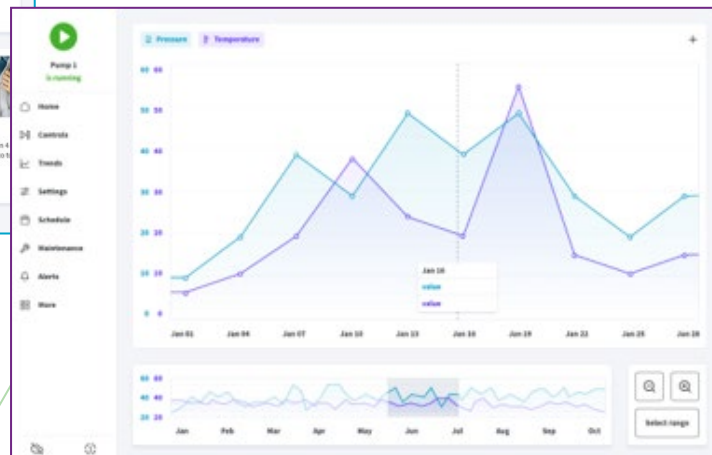 Pump 1
is running
Home
Controls
Trends
Settings
Schedule
Maintenance
Alerts
More
Pressure Temperature +
60 60
50 50
40 40
30 30
20 20
10 10
0 0
Jan 16
value
value
Jan 01 Jan 04 Jan 07 Jan 10 Jan 13 Jan 16 Jan 19 Jan 22 Jan 25 Jan 28
60 60
40 40
20 20
Jan Feb Mar Apr May Jun Jul Aug Sep Oct
Select range